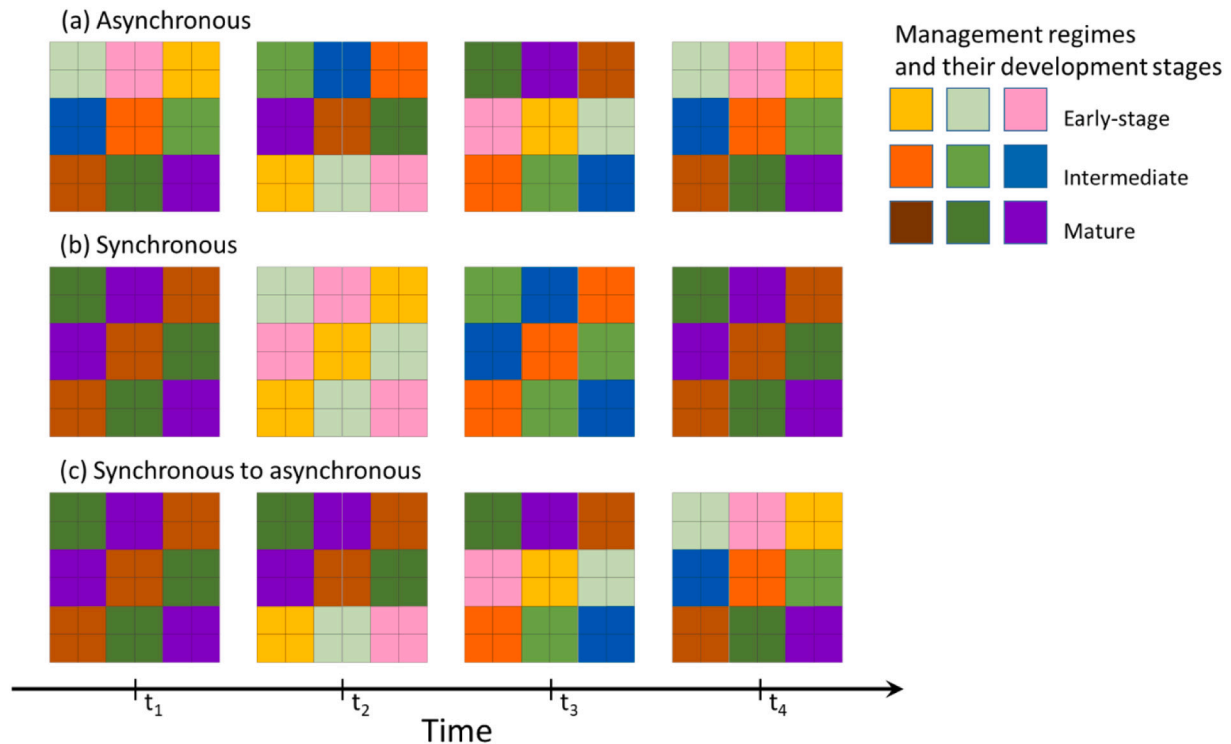 (a) Asynchronous
Management regimes
and their development stages
Early-stage
Intermediate
Mature
(b) Synchronous
(c) Synchronous to asynchronous
t1
t2
t3
t4
Time